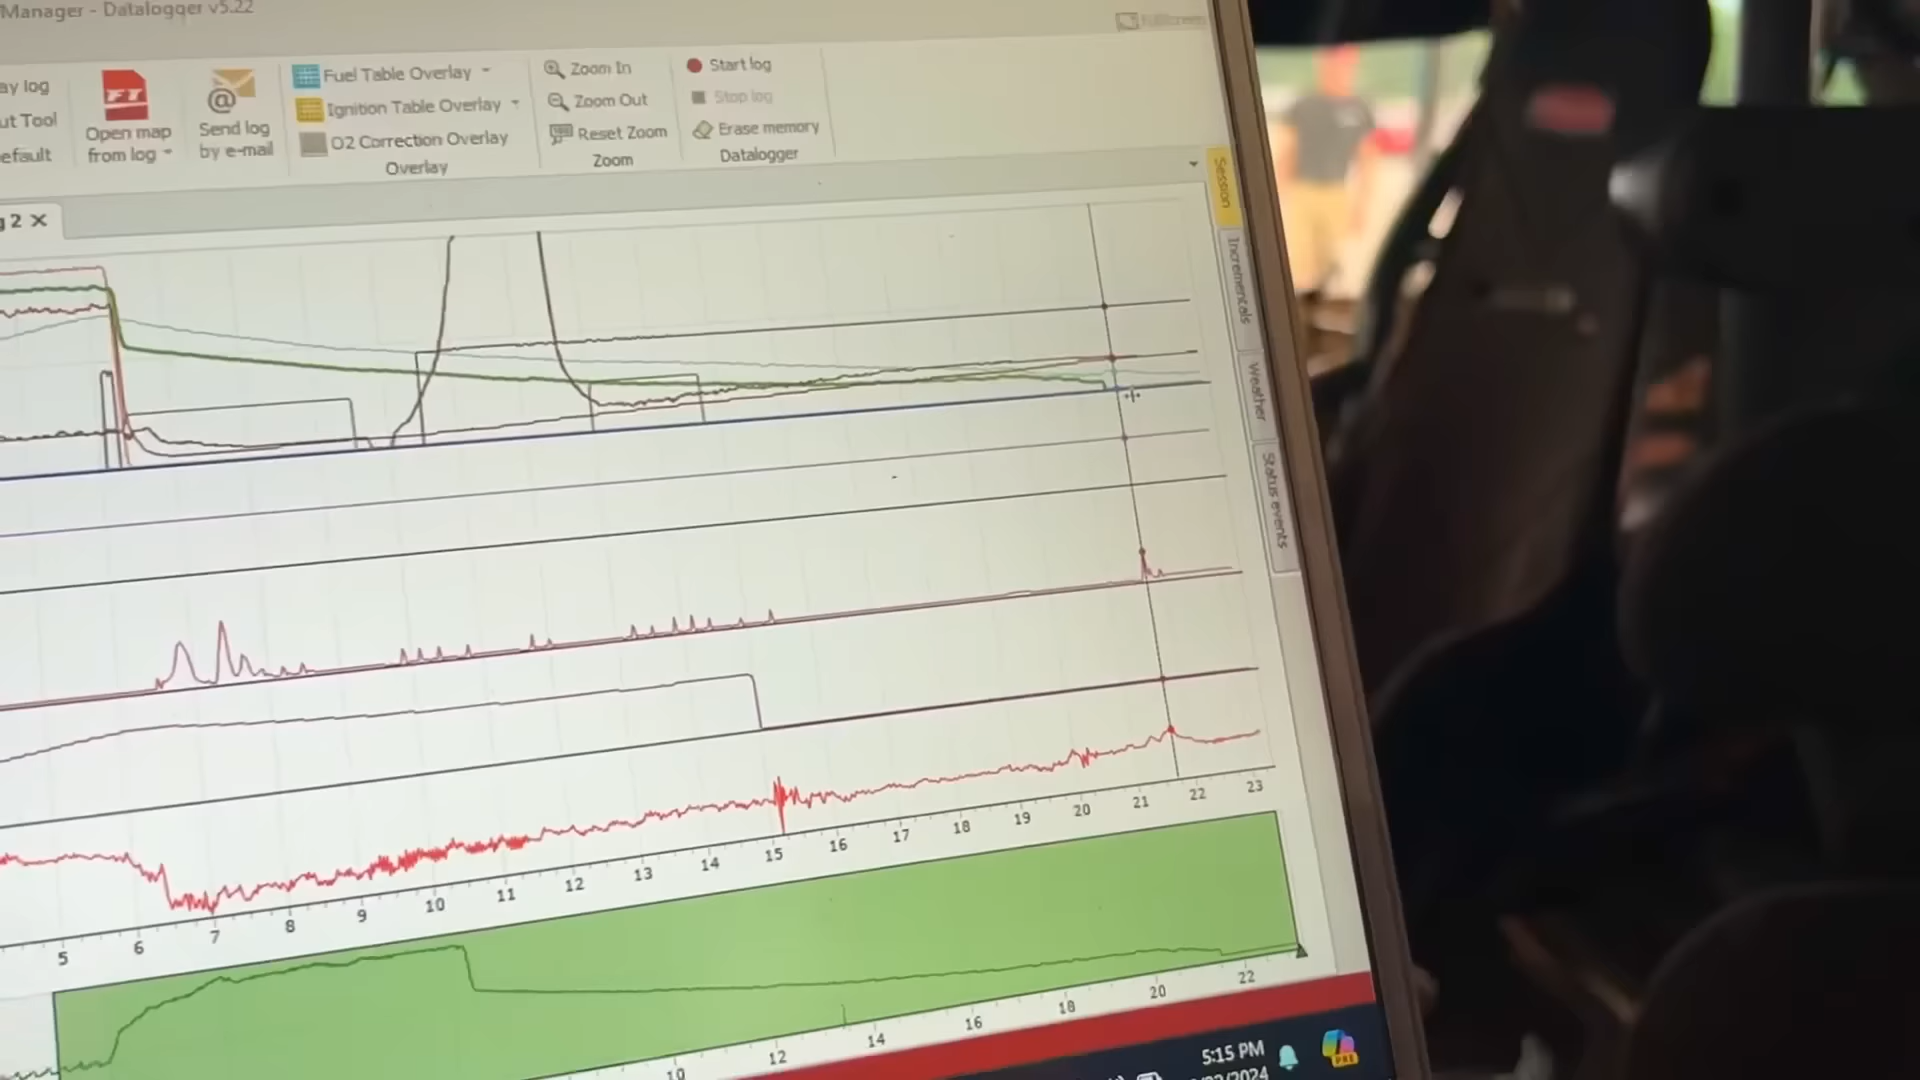 Manager - Datalogger v5.22
FullScreen
ay log
ut Tool
efault
FT
Open map
from log
@
Send log
by e-mail
Fuel Table Overlay
Ignition Table Overlay
O2 Correction Overlay
Overlay
Zoom In
Zoom Out
Reset Zoom
Zoom
Start log
Stop log
Erase memory
Datalogger
g 2 X
Session
Incrementals
Weather
Status events
5 6 7 8 9 10 11 12 13 14 15 16 17 18 19 20 21 22 23
10 12 14 16 18 20 22
5:15 PM
/2024
PRE